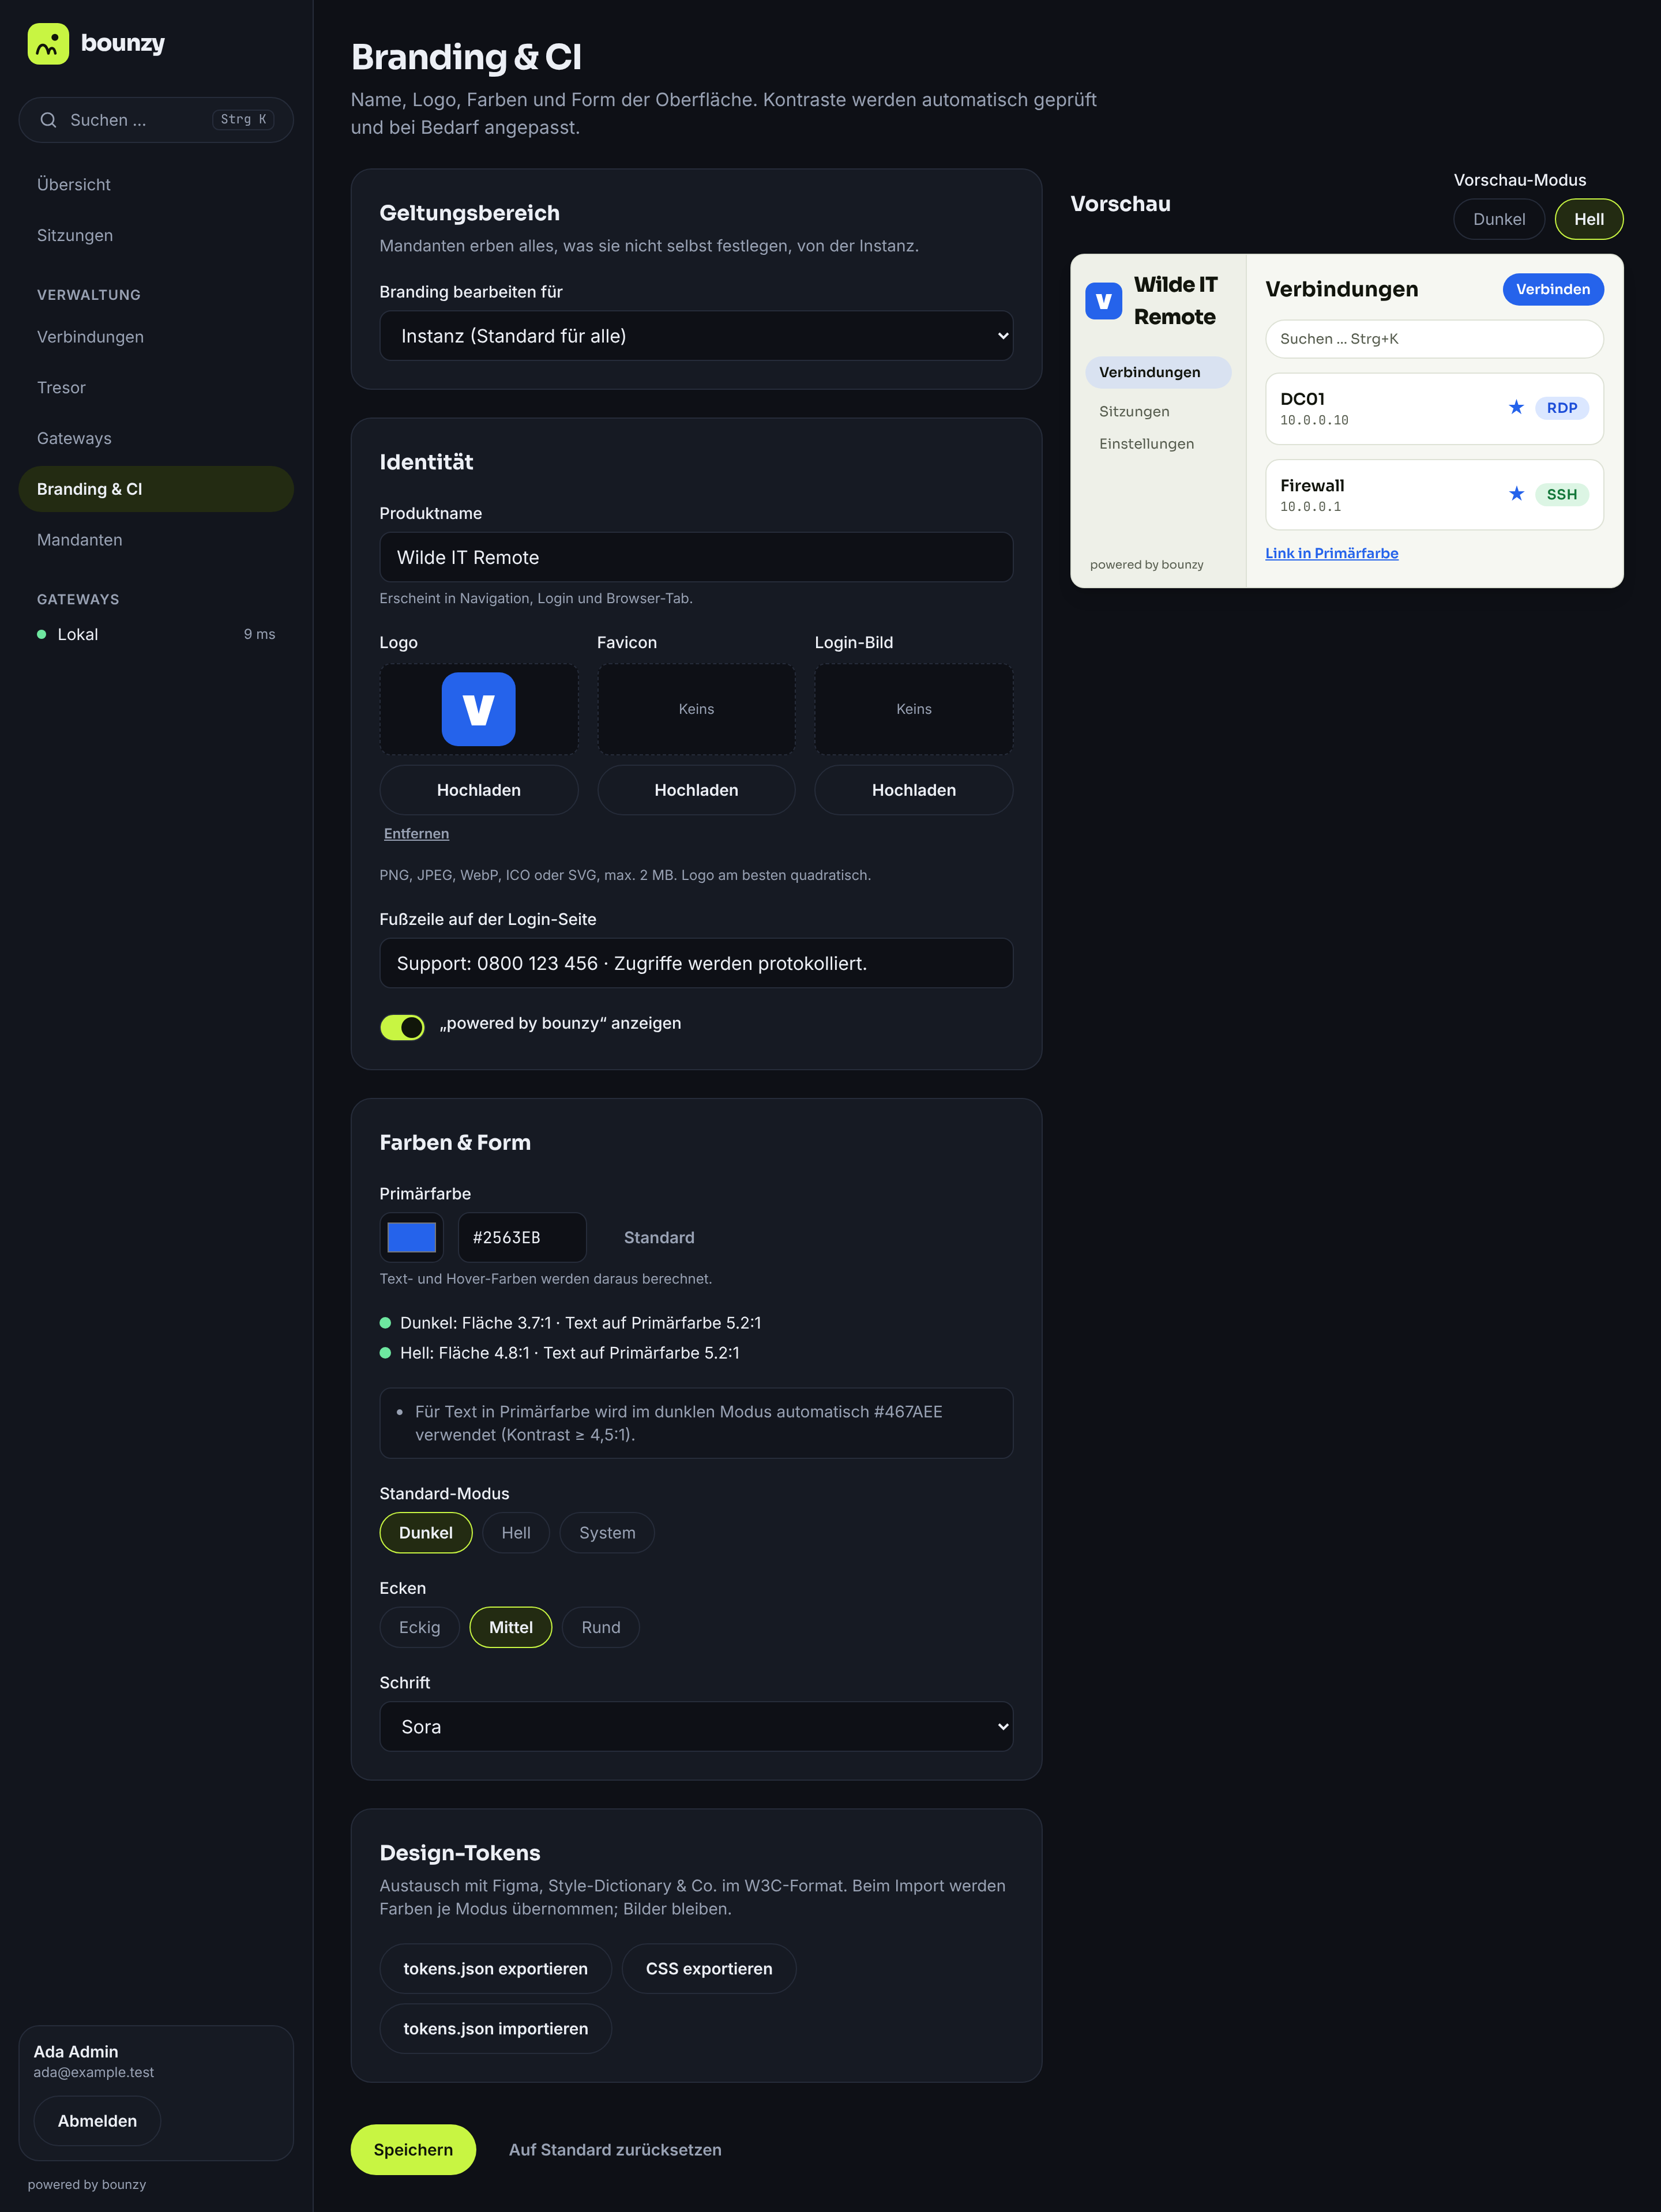 bounzy
Suchen ...
Strg K
Übersicht
Sitzungen
VERWALTUNG
Verbindungen
Tresor
Gateways
Branding & CI
Mandanten
GATEWAYS
Lokal
9 ms
Ada Admin
ada@example.test
Abmelden
powered by bounzy
Branding & CI
Name, Logo, Farben und Form der Oberfläche. Kontraste werden automatisch geprüft
und bei Bedarf angepasst.
Geltungsbereich
Mandanten erben alles, was sie nicht selbst festlegen, von der Instanz.
Branding bearbeiten für
Instanz (Standard für alle)
Identität
Produktname
Wilde IT Remote
Erscheint in Navigation, Login und Browser-Tab.
Logo
Favicon
Login-Bild
Keins
Keins
Hochladen
Hochladen
Hochladen
Entfernen
PNG, JPEG, WebP, ICO oder SVG, max. 2 MB. Logo am besten quadratisch.
Fußzeile auf der Login-Seite
Support: 0800 123 456 · Zugriffe werden protokolliert.
„powered by bounzy“ anzeigen
Farben & Form
Primärfarbe
#2563EB
Standard
Text- und Hover-Farben werden daraus berechnet.
Dunkel: Fläche 3.7:1 · Text auf Primärfarbe 5.2:1
Hell: Fläche 4.8:1 · Text auf Primärfarbe 5.2:1
• Für Text in Primärfarbe wird im dunklen Modus automatisch #467AEE
verwendet (Kontrast ≥ 4,5:1).
Standard-Modus
Dunkel
Hell
System
Ecken
Eckig
Mittel
Rund
Schrift
Sora
Design-Tokens
Austausch mit Figma, Style-Dictionary & Co. im W3C-Format. Beim Import werden
Farben je Modus übernommen; Bilder bleiben.
tokens.json exportieren
CSS exportieren
tokens.json importieren
Speichern
Auf Standard zurücksetzen
Vorschau
Vorschau-Modus
Dunkel
Hell
Wilde IT
Remote
Verbindungen
Sitzungen
Einstellungen
powered by bounzy
Verbindungen
Verbinden
Suchen ... Strg+K
DC01
10.0.0.10
★ RDP
Firewall
10.0.0.1
★ SSH
Link in Primärfarbe